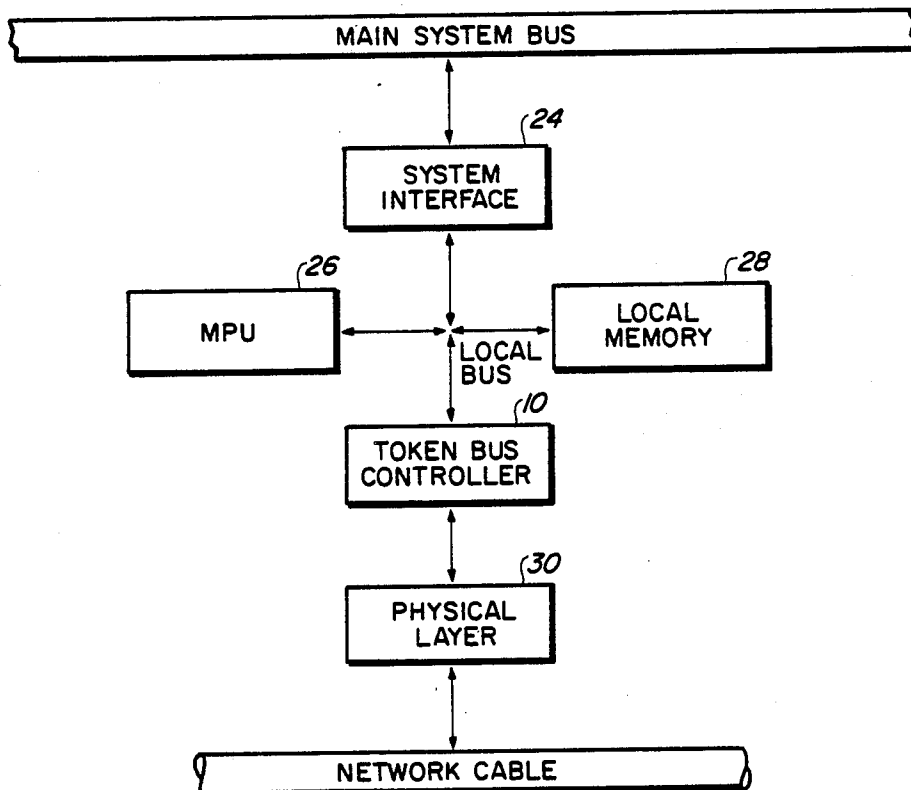 MAIN SYSTEM BUS
24
SYSTEM
INTERFACE
26
MPU
28
LOCAL
MEMORY
LOCAL
BUS
10
TOKEN BUS
CONTROLLER
30
PHYSICAL
LAYER
NETWORK CABLE